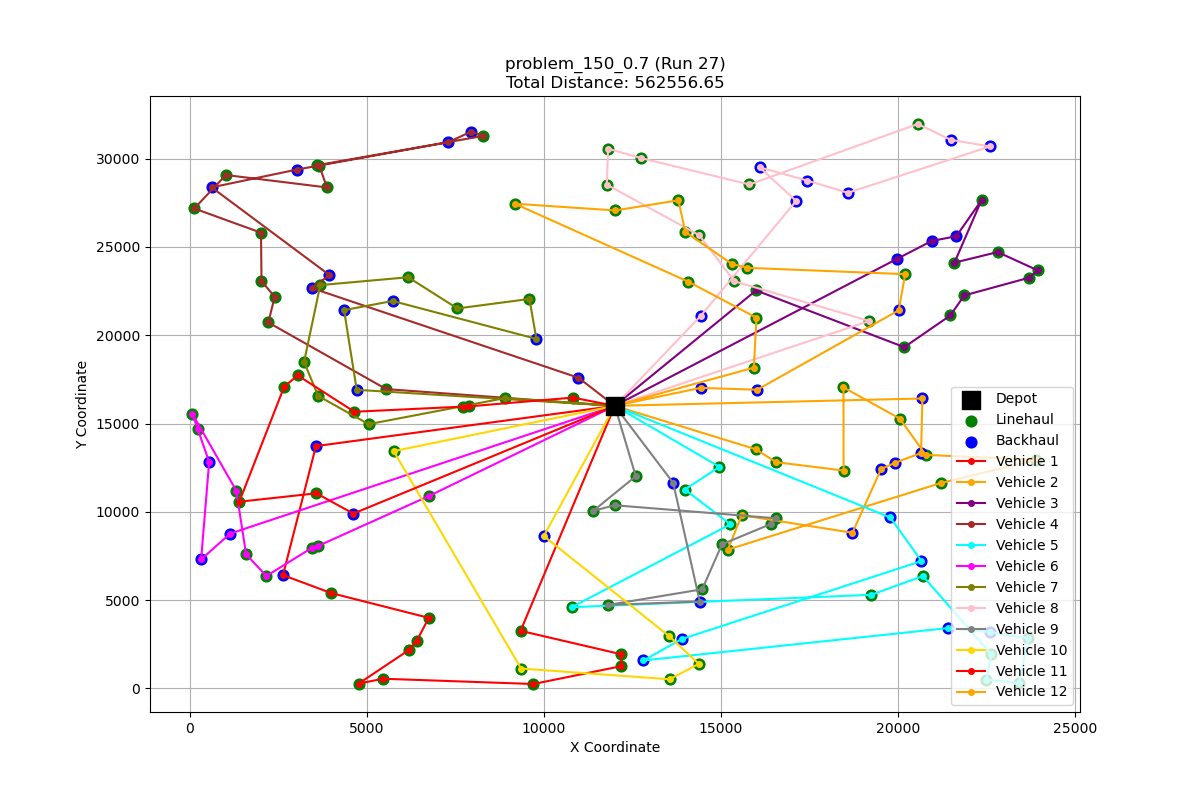 problem_150_0.7 (Run 27)
Total Distance: 562556.65
Y Coordinate
30000
25000
20000
15000
10000
5000
0
Depot
Linehaul
Backhaul
Vehicle 1
Vehicle 2
Vehicle 3
Vehicle 4
Vehicle 5
Vehicle 6
Vehicle 7
Vehicle 8
Vehicle 9
Vehicle 10
Vehicle 11
Vehicle 12
0 5000 10000 15000 20000 25000
X Coordinate